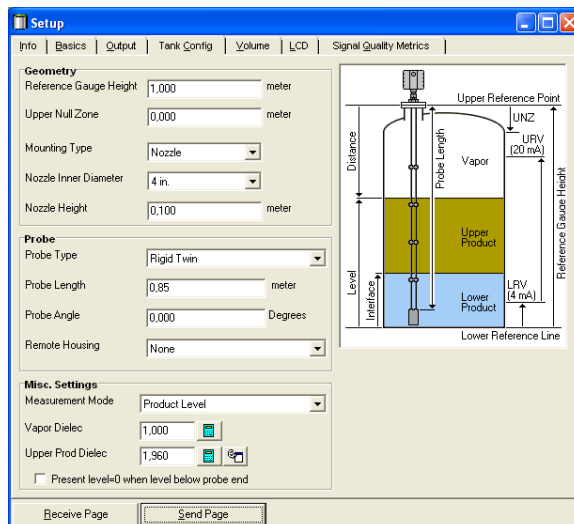 Setup
Info Basics Output Tank Config Volume LCD Signal Quality Metrics
Geometry
Reference Gauge Height 1,000 meter
Upper Null Zone 0,000 meter
Mounting Type Nozzle
Nozzle Inner Diameter 4 in.
Nozzle Height 0,100 meter
Probe
Probe Type Rigid Twin
Probe Length 0,85 meter
Probe Angle 0,000 Degrees
Remote Housing None
Misc. Settings
Measurement Mode Product Level
Vapor Dielec 1,000
Upper Prod Dielec 1,960
Present level=0 when level below probe end
Receive Page Send Page
Upper Reference Point
UNZ
URV
(20 mA)
Vapor
Distance
Probe Length
Reference Gauge Height
Upper
Product
Level
Interface
Lower
Product
LRV
(4 mA)
Lower Reference Line